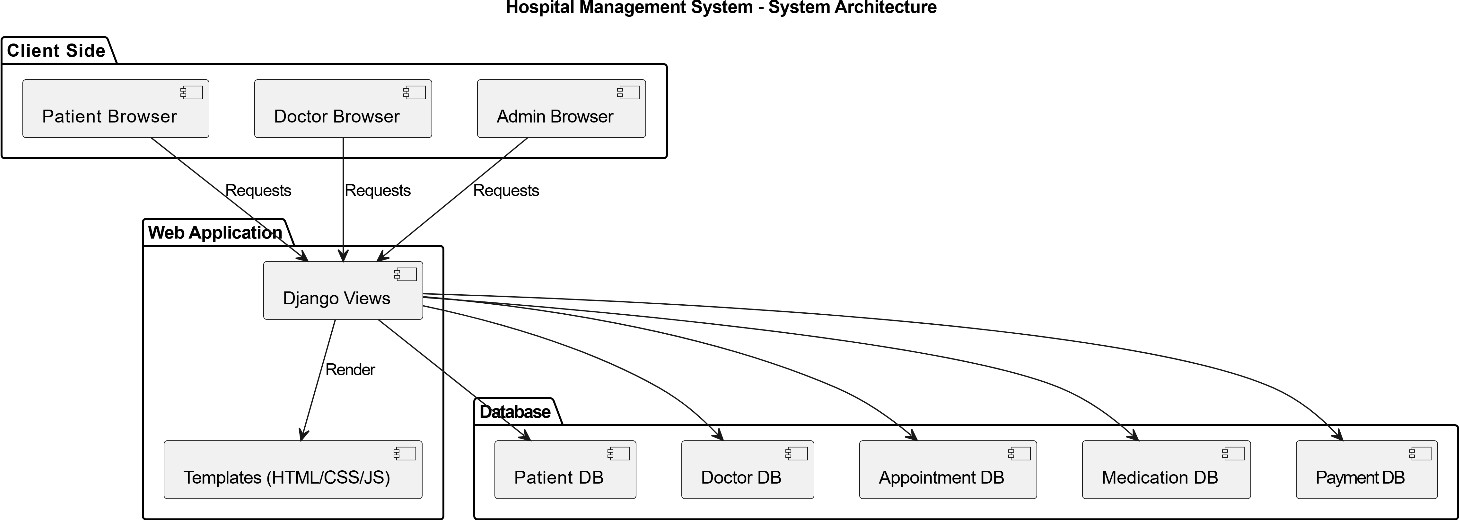 Hospital Management System - System Architecture
Client Side
Patient Browser
Doctor Browser
Admin Browser
Requests
Requests
Requests
Web Application
Django Views
Render
Database
Templates (HTML/CSS/JS)
Patient DB
Doctor DB
Appointment DB
Medication DB
Payment DB